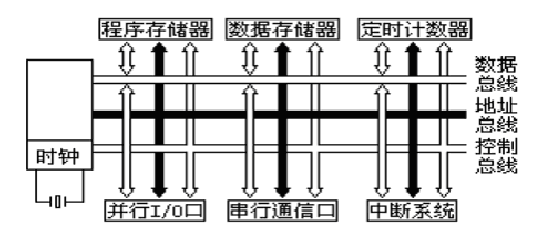 程序存储器
数据存储器
定时计数器
数据
总线
地址
总线
控制
总线
时钟
并行I/O口
串行通信口
中断系统